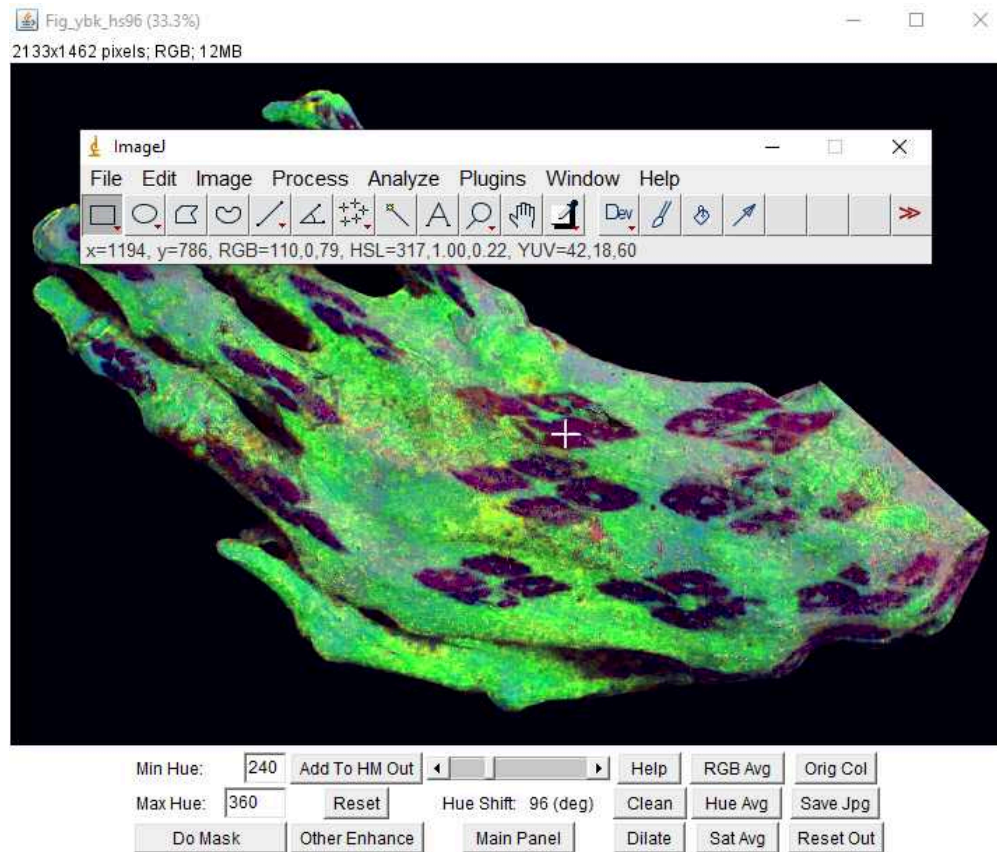 Fig_ybk_hs96 (33.3%)
2133x1462 pixels; RGB; 12MB
ImageJ
File Edit Image Process Analyze Plugins Window Help
A Dev >>
x=1194, y=786, RGB=110,0,79, HSL=317,1.00,0.22, YUV=42,18,60
Min Hue: 240 Add To HM Out Help RGB Avg Orig Col
Max Hue: 360 Reset Hue Shift: 96 (deg) Clean Hue Avg Save Jpg
Do Mask Other Enhance Main Panel Dilate Sat Avg Reset Out